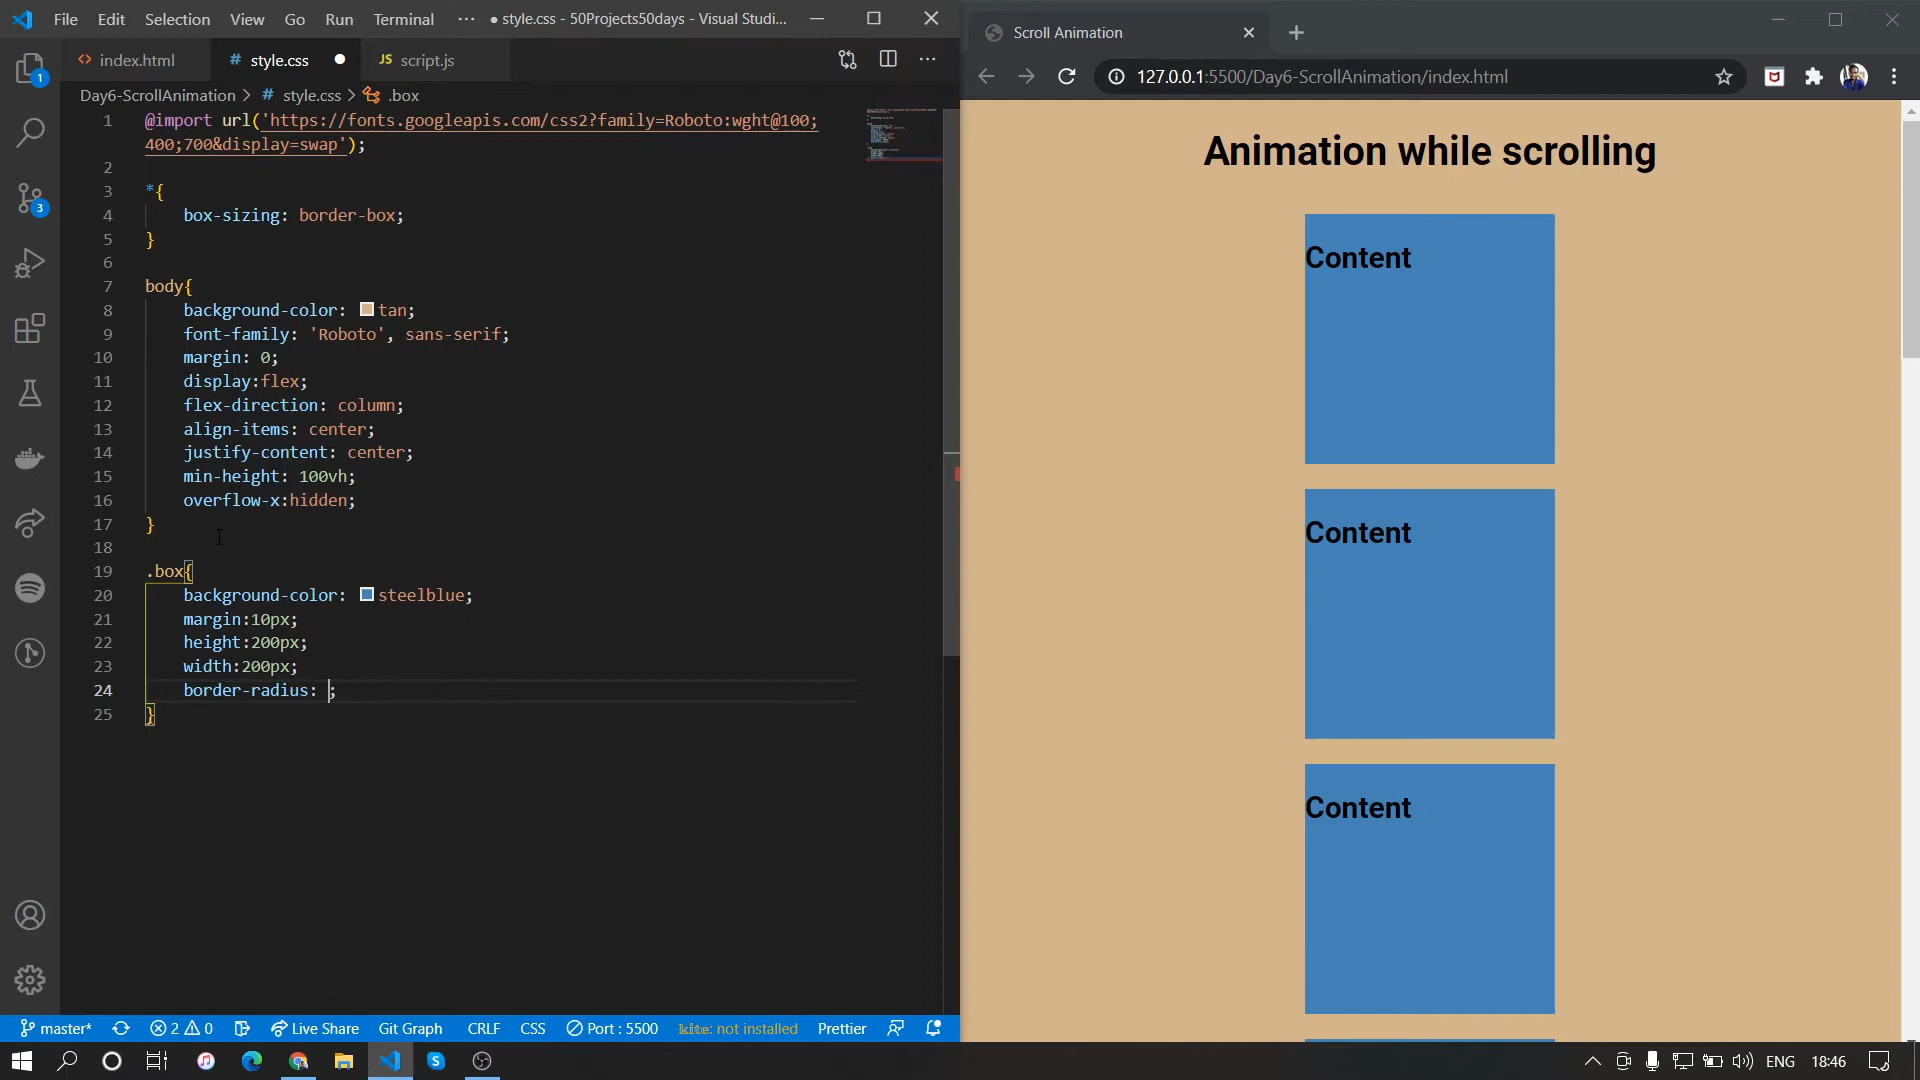 File Edit Selection View Go Run Terminal ··· ● style.css - 50Projects50days - Visual Studi...
index.html
# style.css
JS script.js
Day6-ScrollAnimation > # style.css > .box
1 @import url('https://fonts.googleapis.com/css2?family=Roboto:wght@100;
400;700&display=swap');
2
3 *{
4 box-sizing: border-box;
5 }
6
7 body{
8 background-color: tan;
9 font-family: 'Roboto', sans-serif;
10 margin: 0;
11 display:flex;
12 flex-direction: column;
13 align-items: center;
14 justify-content: center;
15 min-height: 100vh;
16 overflow-x:hidden;
17 }
18
19 .box{
20 background-color: steelblue;
21 margin:10px;
22 height:200px;
23 width:200px;
24 border-radius: ;
25 }
1
3
master* 2 0 Live Share Git Graph CRLF CSS Port : 5500 kite: not installed Prettier
Scroll Animation
127.0.0.1:5500/Day6-ScrollAnimation/index.html
Animation while scrolling
Content
Content
Content
ENG 18:46